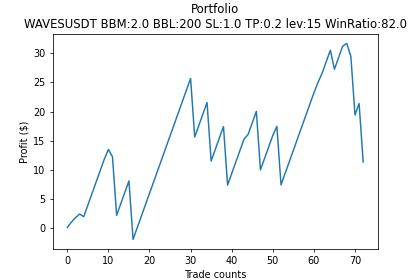 Portfolio
WAVESUSDT BBM:2.0 BBL:200 SL:1.0 TP:0.2 lev:15 WinRatio:82.0
30
25
20
15
10
5
0
Profit ($)
0 10 20 30 40 50 60 70
Trade counts